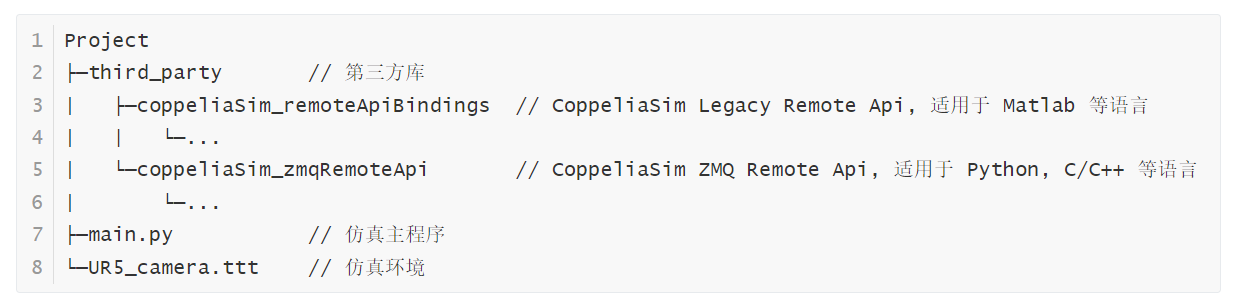 1 Project
2 ├─third_party       // 第三方库
3 |   ├─coppeliaSim_remoteApiBindings  // CoppeliaSim Legacy Remote Api, 适用于 Matlab 等语言
4 |   |   └─...
5 |   └─coppeliaSim_zmqRemoteApi       // CoppeliaSim ZMQ Remote Api, 适用于 Python, C/C++ 等语言
6 |       └─...
7 ├─main.py           // 仿真主程序
8 └─UR5_camera.ttt    // 仿真环境